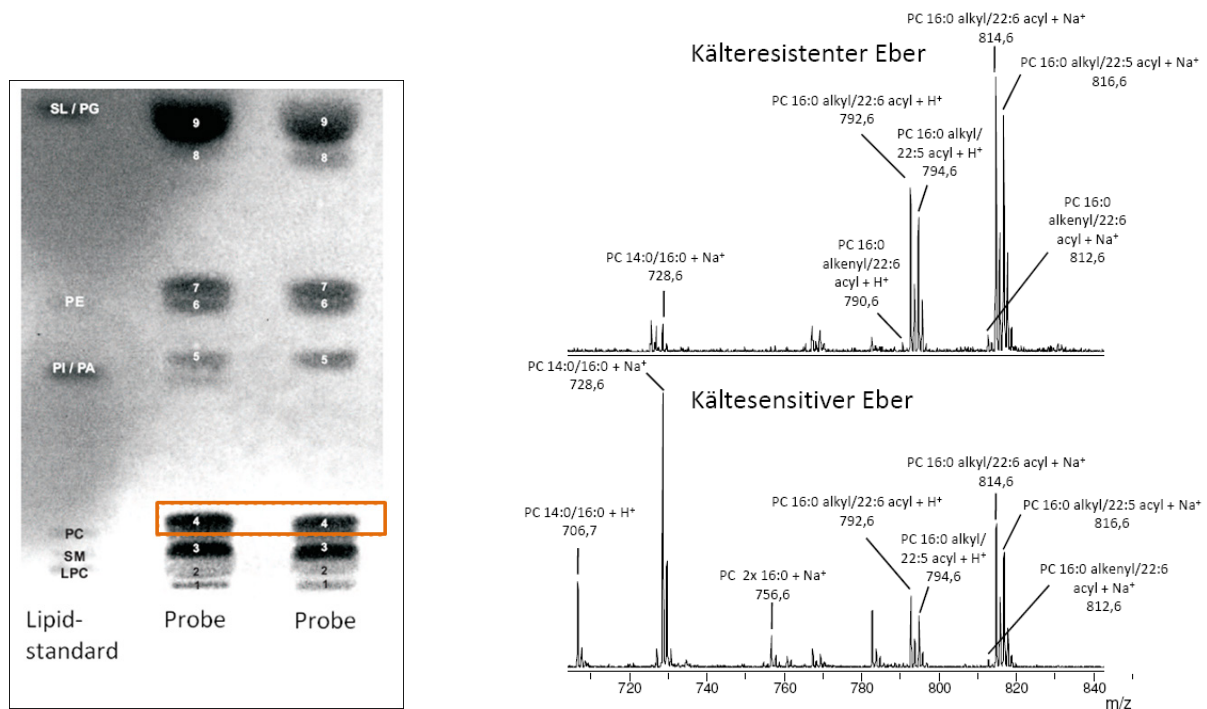 SL / PG
9
9
8
8
7
7
PE
6
6
5
5
PI / PA
4
4
PC
3
3
SM
2
2
LPC
1
1
Lipid-
standard
Probe
Probe
Kälteresistenter Eber
PC 16:0 alkyl/22:6 acyl + Na⁺
814,6
PC 16:0 alkyl/22:5 acyl + Na⁺
816,6
PC 16:0 alkyl/22:6 acyl + H⁺
792,6
PC 16:0 alkyl/
22:5 acyl + H⁺
794,6
PC 16:0
alkenyl/22:6
acyl + Na⁺
812,6
PC 16:0
alkenyl/22:6
acyl + H⁺
790,6
PC 14:0/16:0 + Na⁺
728,6
Kältesensitiver Eber
PC 14:0/16:0 + Na⁺
728,6
PC 16:0 alkyl/22:6 acyl + Na⁺
814,6
PC 16:0 alkyl/22:6 acyl + H⁺
792,6
PC 16:0 alkyl/22:5 acyl + Na⁺
816,6
PC 14:0/16:0 + H⁺
706,7
PC 16:0 alkyl/
22:5 acyl + H⁺
794,6
PC 2x 16:0 + Na⁺
756,6
PC 16:0 alkenyl/22:6
acyl + Na⁺
812,6
720
740
760
780
800
820
840
m/z